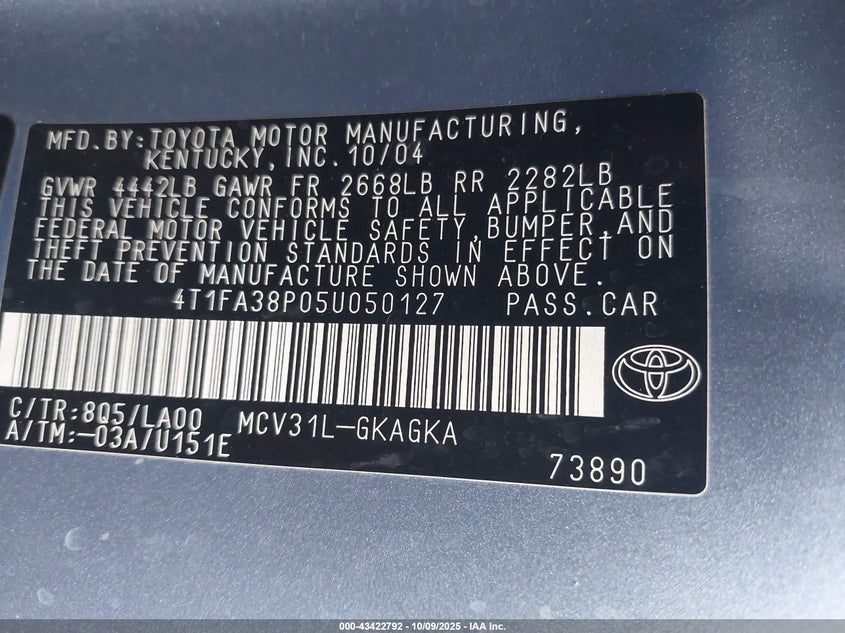 MFD.BY:TOYOTA MOTOR MANUFACTURING,
KENTUCKY,INC.10/04
GVWR 4442LB GAWR FR 2668LB RR 2282LB
THIS VEHICLE CONFORMS TO ALL APPLICABLE
FEDERAL MOTOR VEHICLE SAFETY,BUMPER,AND
THEFT PREVENTION STANDARDS IN EFFECT ON
THE DATE OF MANUFACTURE SHOWN ABOVE.
4T1FA38P05U050127 PASS.CAR
C/TR:8Q5/LA00 MCV31L-GKAGKA
A/TM:-03A/U151E
73890
000-43422792 - 10/09/2025 - IAA Inc.